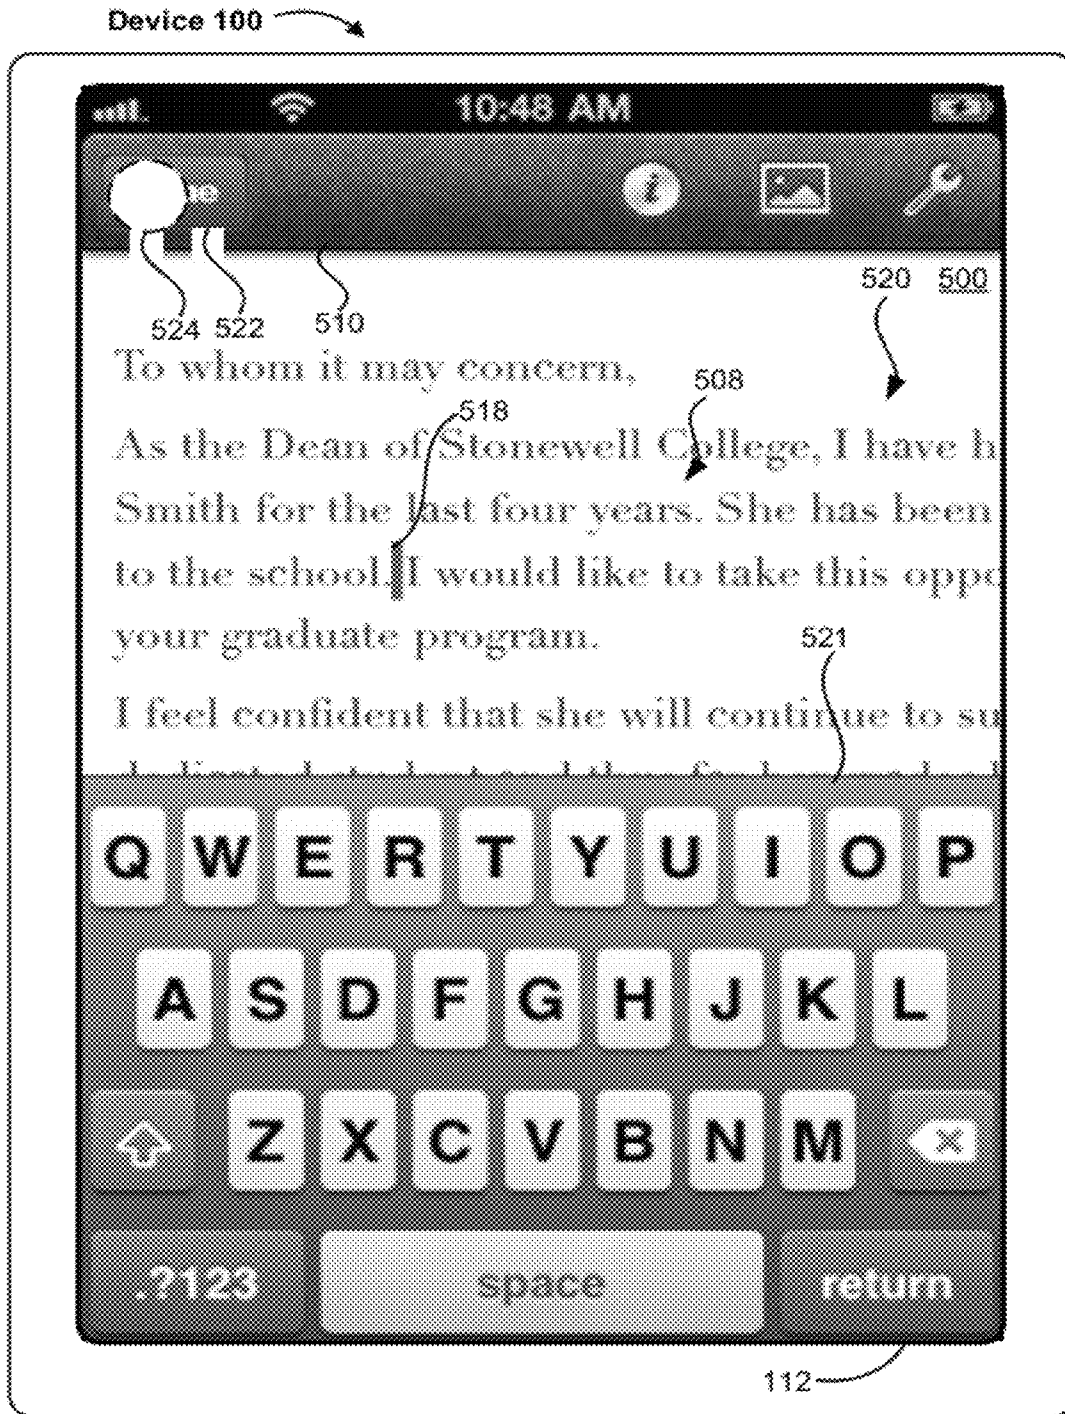 Device 100
10:48 AM
ne
i
520 500
524 522 510
To whom it may concern,
508
518
As the Dean of Stonewell College, I have h
Smith for the last four years. She has been
to the school. I would like to take this oppo
your graduate program.
521
I feel confident that she will continue to su
Q W E R T Y U I O P
A S D F G H J K L
Z X C V B N M
.?123 space return
112